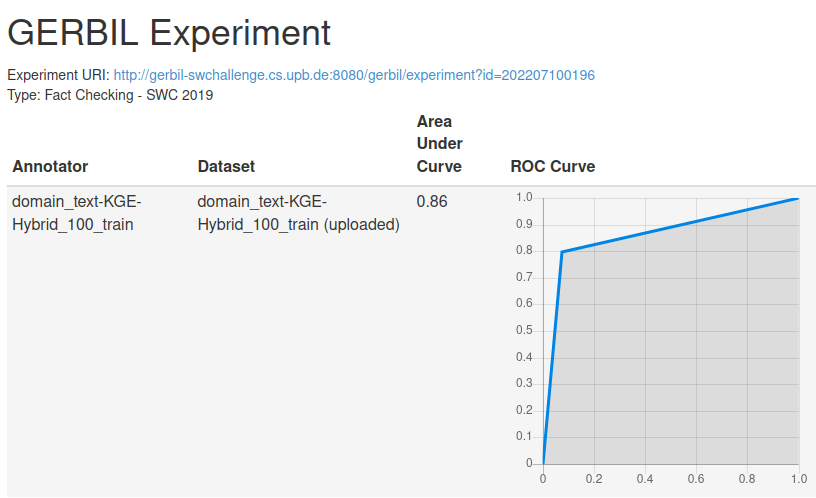 GERBIL Experiment
Experiment URI: http://gerbil-swchallenge.cs.upb.de:8080/gerbil/experiment?id=202207100196
Type: Fact Checking - SWC 2019
Annotator
Dataset
Area
Under
Curve
ROC Curve
domain_text-KGE-
Hybrid_100_train
domain_text-KGE-
Hybrid_100_train (uploaded)
0.86
1.0
0.9
0.8
0.7
0.6
0.5
0.4
0.3
0.2
0.1
0
0 0.2 0.4 0.6 0.8 1.0